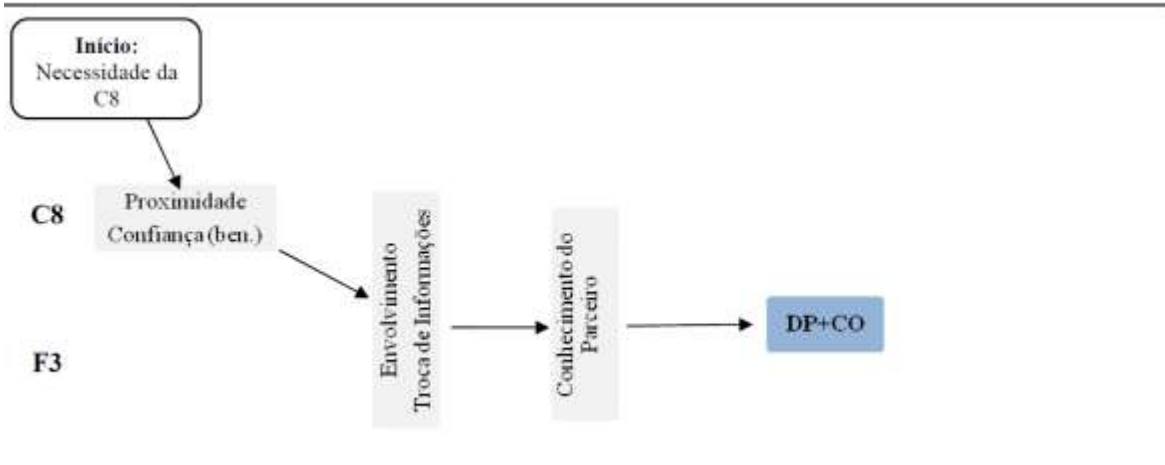 Início:
Necessidade da
C8
C8
Proximidade
Confiança (ben.)
Envolvimento
Troca de Informações
Conhecimento do
Parceiro
DP+CO
F3